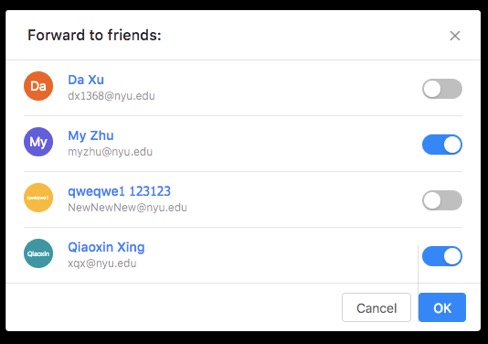 Forward to friends:
Da
Da Xu
dx1368@nyu.edu
My
My Zhu
myzhu@nyu.edu
qweqwe1
qweqwe1 123123
NewNewNew@nyu.edu
Qiaoxin
Qiaoxin Xing
xqx@nyu.edu
Cancel
OK